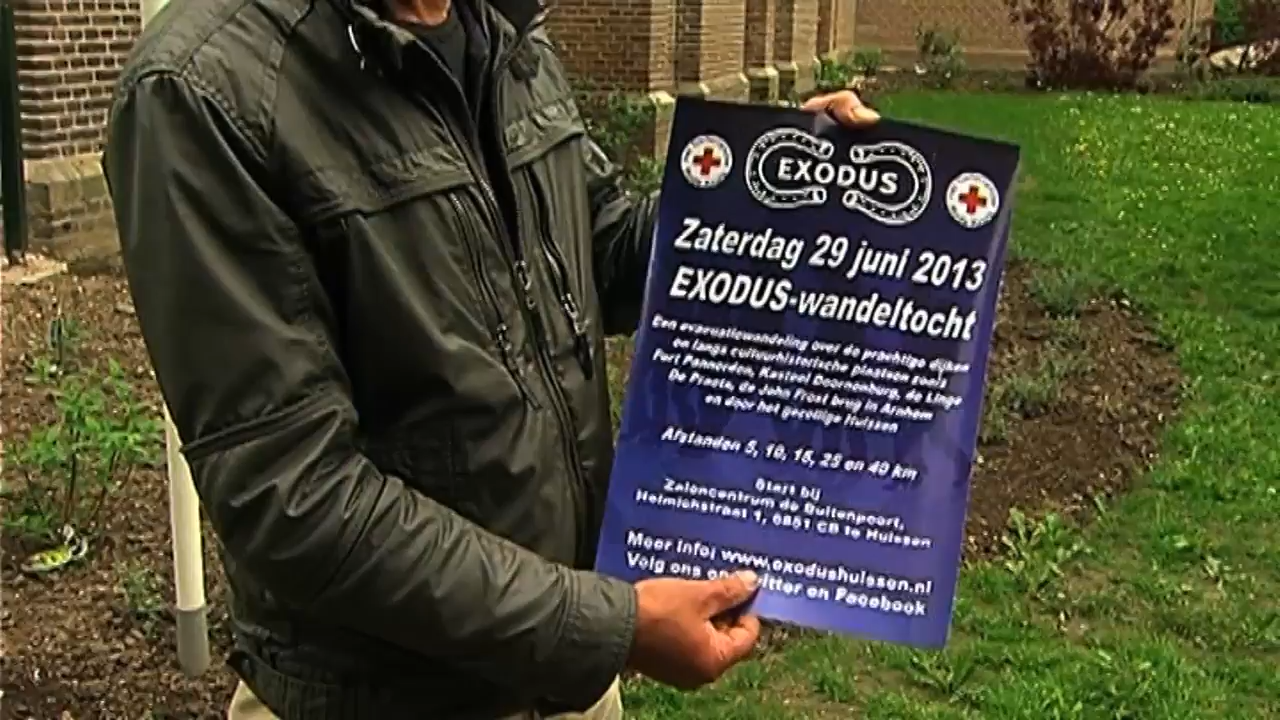 EXODUS
Zaterdag 29 juni 2013
EXODUS-wandeltocht
Een evacuatiewandeling over de prachtige dijken
en langs cultuurhistorische plaatsen zoals
Fort Pannerden, Kasteel Doornenburg, de Linge
De Praets, de John Frost brug in Arnhem
en door het gezellige Huissen
Afstanden 5, 10, 15, 25 en 40 km
Start bij
Zalencentrum de Buitenpoort,
Helmichstraat 1, 6851 CB te Huissen
Meer info: www.exodushuissen.nl
Volg ons op Twitter en Facebook